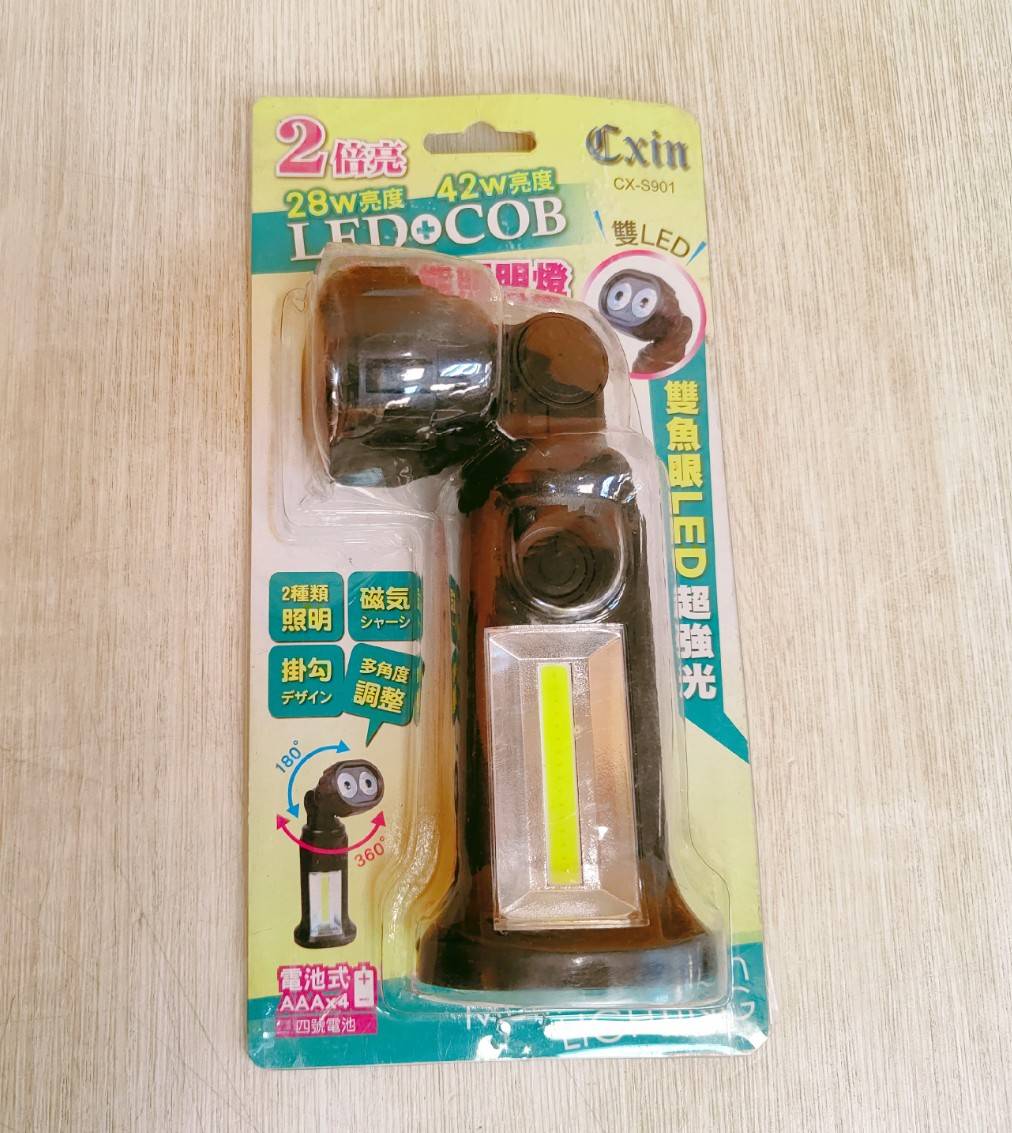 2倍亮
Cxin
CX-S901
28W亮度 42W亮度
LED+COB
雙LED
照明燈
雙魚眼LED超強光
2種類
照明
磁気
シャーシ
掛勾
デザイン
多角度
調整
180°
360°
電池式
AAAx4
四號電池